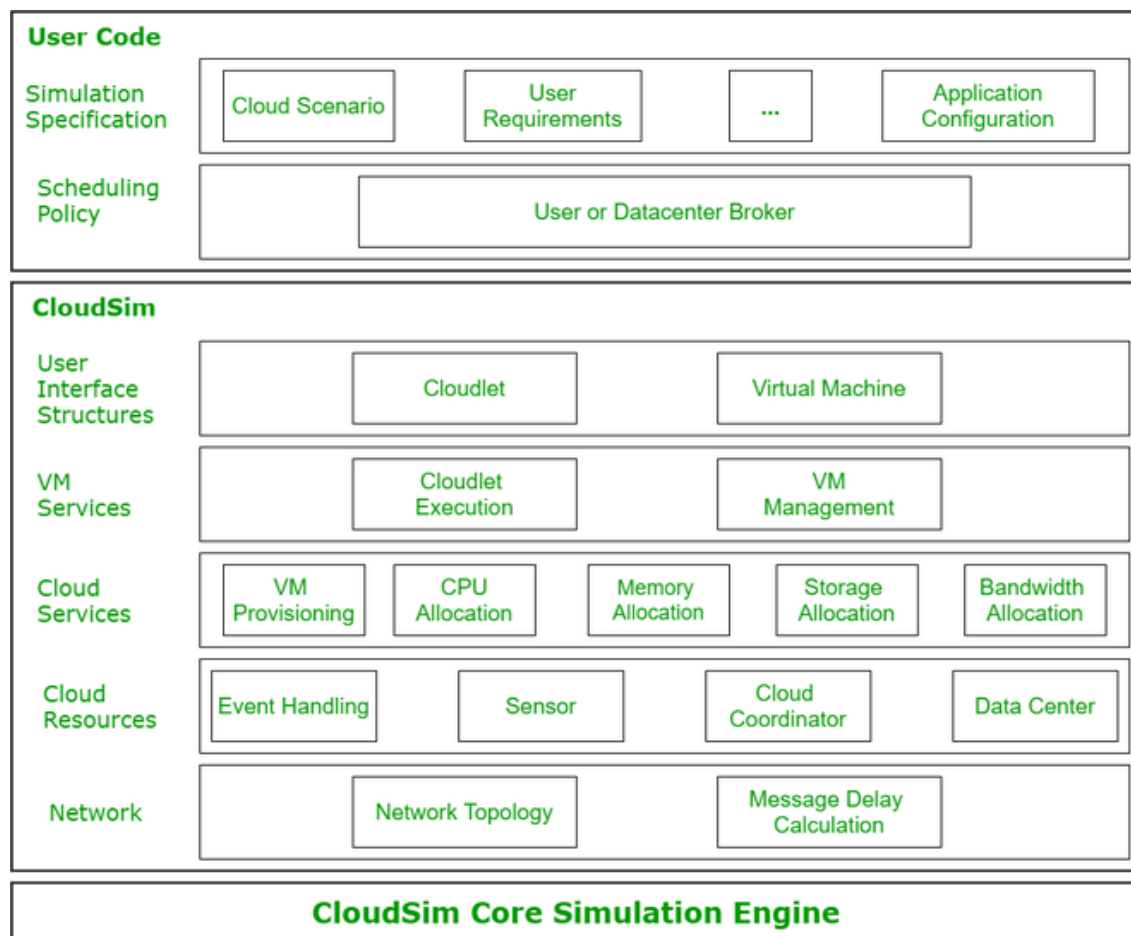 User Code
Simulation
Specification
Cloud Scenario
User
Requirements
...
Application
Configuration
Scheduling
Policy
User or Datacenter Broker
CloudSim
User
Interface
Structures
Cloudlet
Virtual Machine
VM
Services
Cloudlet
Execution
VM
Management
Cloud
Services
VM
Provisioning
CPU
Allocation
Memory
Allocation
Storage
Allocation
Bandwidth
Allocation
Cloud
Resources
Event Handling
Sensor
Cloud
Coordinator
Data Center
Network
Network Topology
Message Delay
Calculation
CloudSim Core Simulation Engine